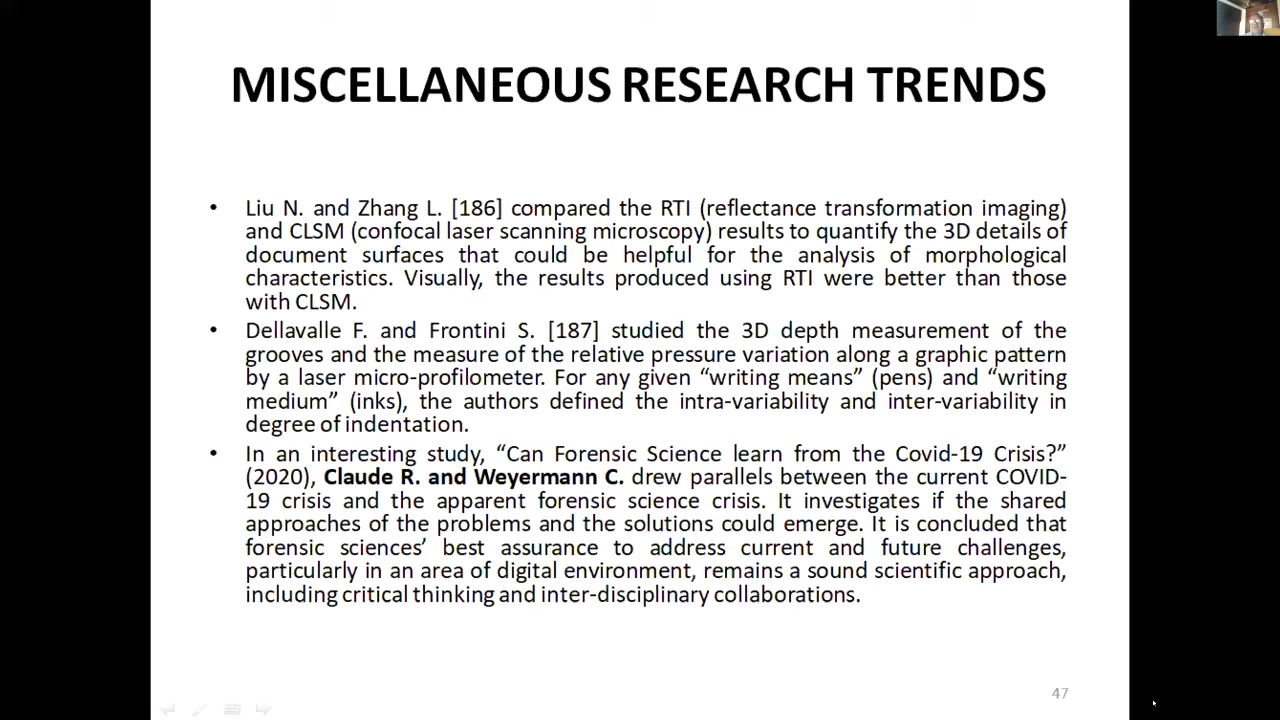 MISCELLANEOUS RESEARCH TRENDS
• Liu N. and Zhang L. [186] compared the RTI (reflectance transformation imaging)
and CLSM (confocal laser scanning microscopy) results to quantify the 3D details of
document surfaces that could be helpful for the analysis of morphological
characteristics. Visually, the results produced using RTI were better than those
with CLSM.
• Dellavalle F. and Frontini S. [187] studied the 3D depth measurement of the
grooves and the measure of the relative pressure variation along a graphic pattern
by a laser micro-profilometer. For any given “writing means” (pens) and “writing
medium” (inks), the authors defined the intra-variability and inter-variability in
degree of indentation.
• In an interesting study, “Can Forensic Science learn from the Covid-19 Crisis?”
(2020), Claude R. and Weyermann C. drew parallels between the current COVID-
19 crisis and the apparent forensic science crisis. It investigates if the shared
approaches of the problems and the solutions could emerge. It is concluded that
forensic sciences’ best assurance to address current and future challenges,
particularly in an area of digital environment, remains a sound scientific approach,
including critical thinking and inter-disciplinary collaborations.
47